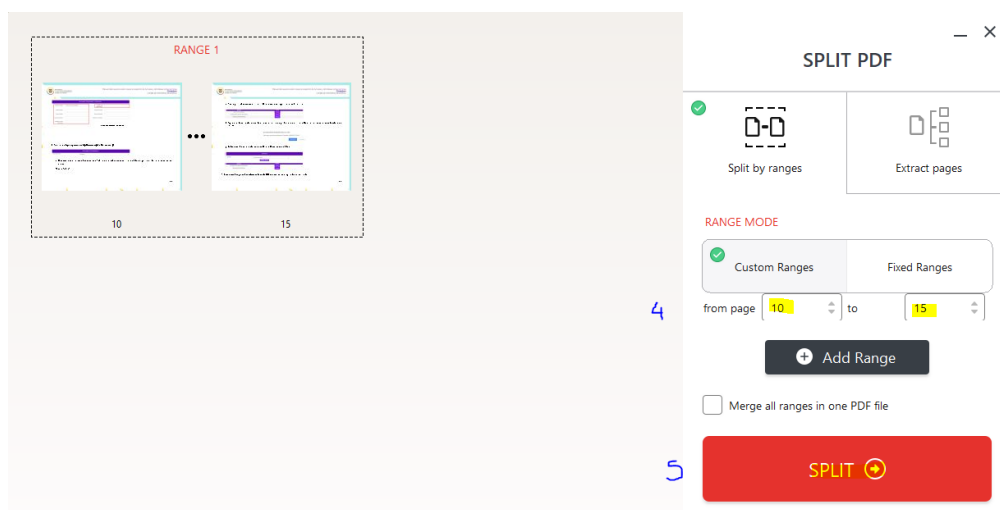 RANGE 1
10
15
SPLIT PDF
Split by ranges
Extract pages
RANGE MODE
Custom Ranges
Fixed Ranges
4
from page 10 to 15
Add Range
Merge all ranges in one PDF file
5
SPLIT